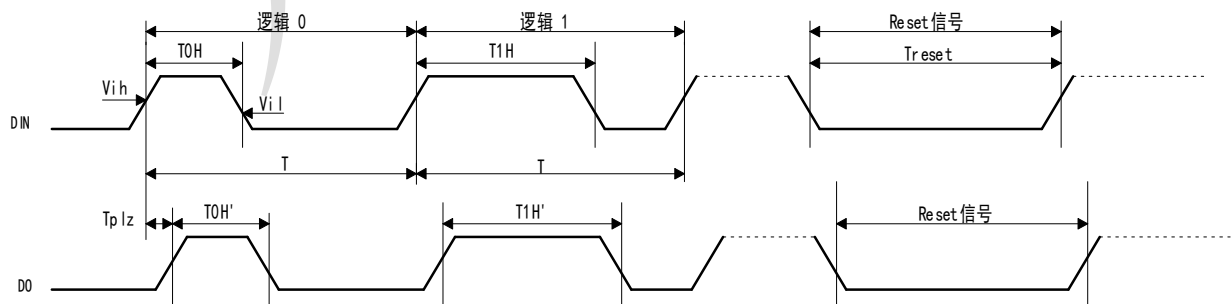 逻辑 0 逻辑 1 Reset信号
T0H T1H Treset
Vih Vil
DIN
T T
Tplz T0H' T1H' Reset信号
DO